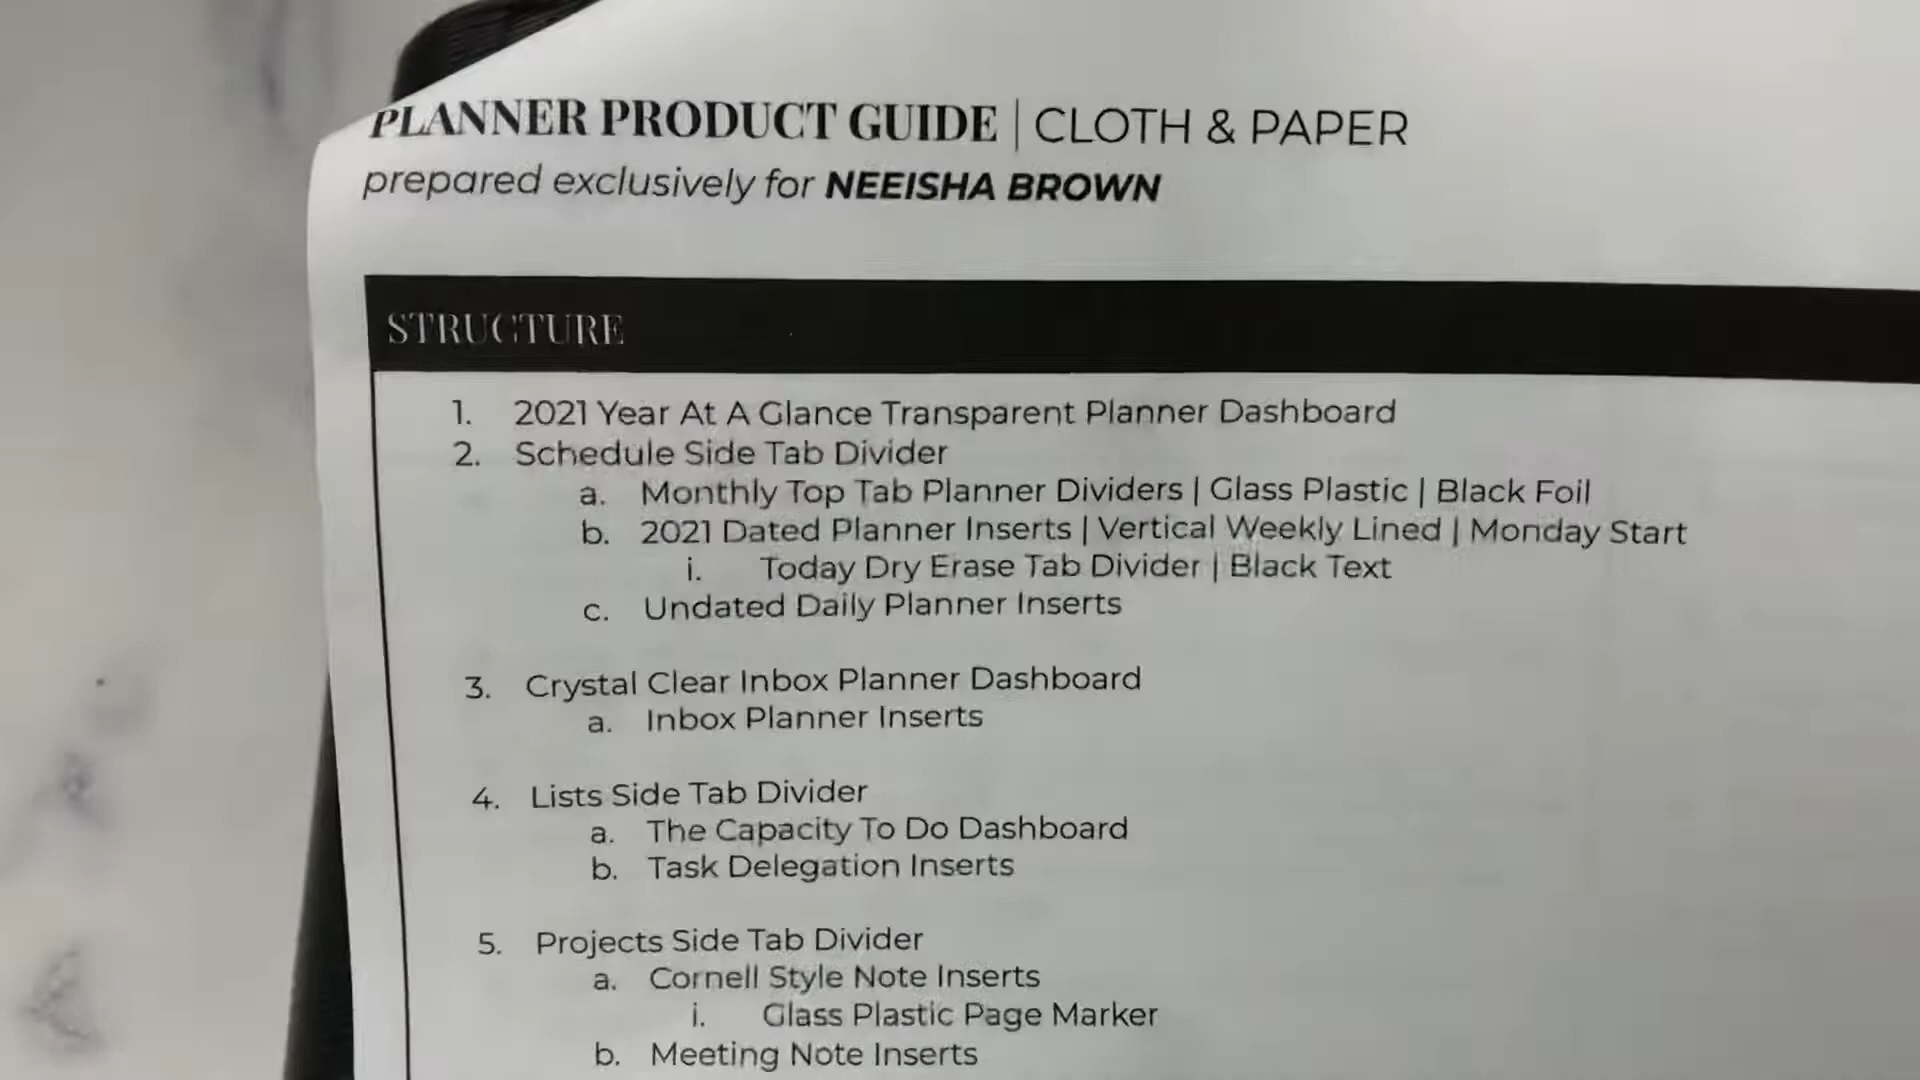 PLANNER PRODUCT GUIDE | CLOTH & PAPER
prepared exclusively for NEEISHA BROWN
STRUCTURE
1. 2021 Year At A Glance Transparent Planner Dashboard
2. Schedule Side Tab Divider
a. Monthly Top Tab Planner Dividers | Glass Plastic | Black Foil
b. 2021 Dated Planner Inserts | Vertical Weekly Lined | Monday Start
i. Today Dry Erase Tab Divider | Black Text
c. Undated Daily Planner Inserts
3. Crystal Clear Inbox Planner Dashboard
a. Inbox Planner Inserts
4. Lists Side Tab Divider
a. The Capacity To Do Dashboard
b. Task Delegation Inserts
5. Projects Side Tab Divider
a. Cornell Style Note Inserts
i. Glass Plastic Page Marker
b. Meeting Note Inserts